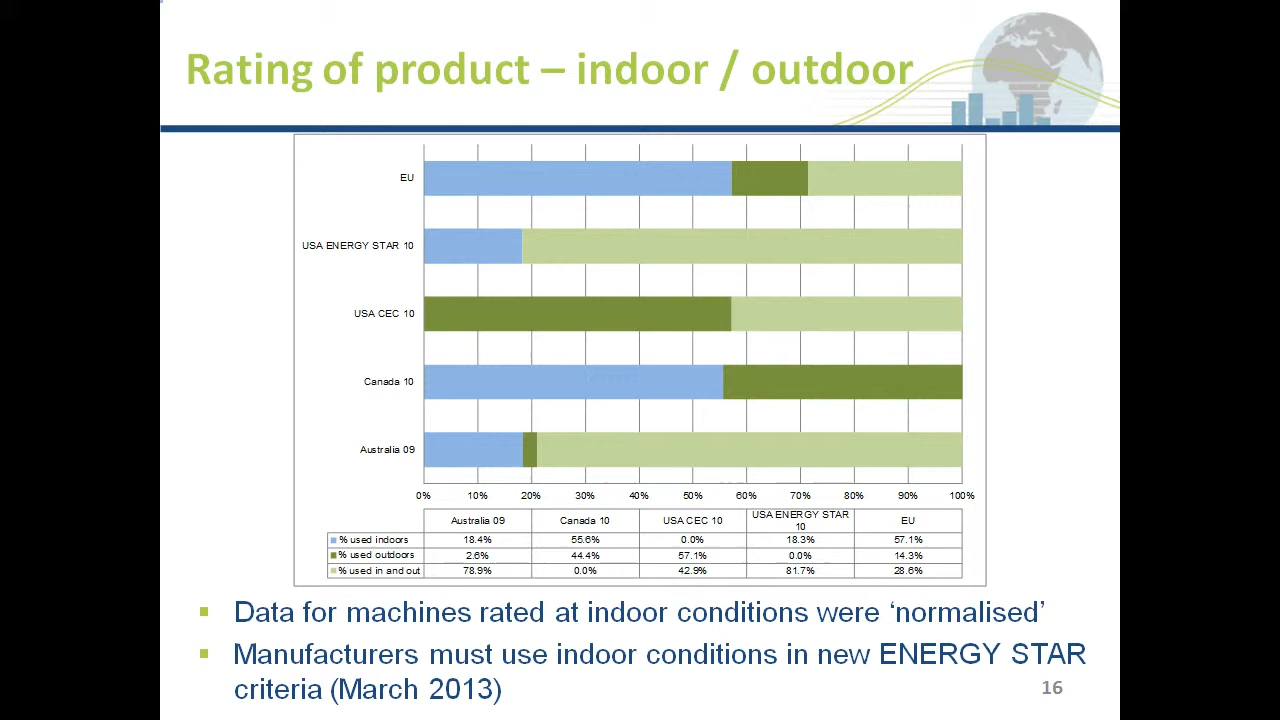 Rating of product – indoor / outdoor
EU
USA ENERGY STAR 10
USA CEC 10
Canada 10
Australia 09
0% 10% 20% 30% 40% 50% 60% 70% 80% 90% 100%
Australia 09 Canada 10 USA CEC 10 USA ENERGY STAR 10 EU
% used indoors 18.4% 55.6% 0.0% 18.3% 57.1%
% used outdoors 2.6% 44.4% 57.1% 0.0% 14.3%
% used in and out 78.9% 0.0% 42.9% 81.7% 28.6%
Data for machines rated at indoor conditions were ‘normalised’
Manufacturers must use indoor conditions in new ENERGY STAR
criteria (March 2013)
16